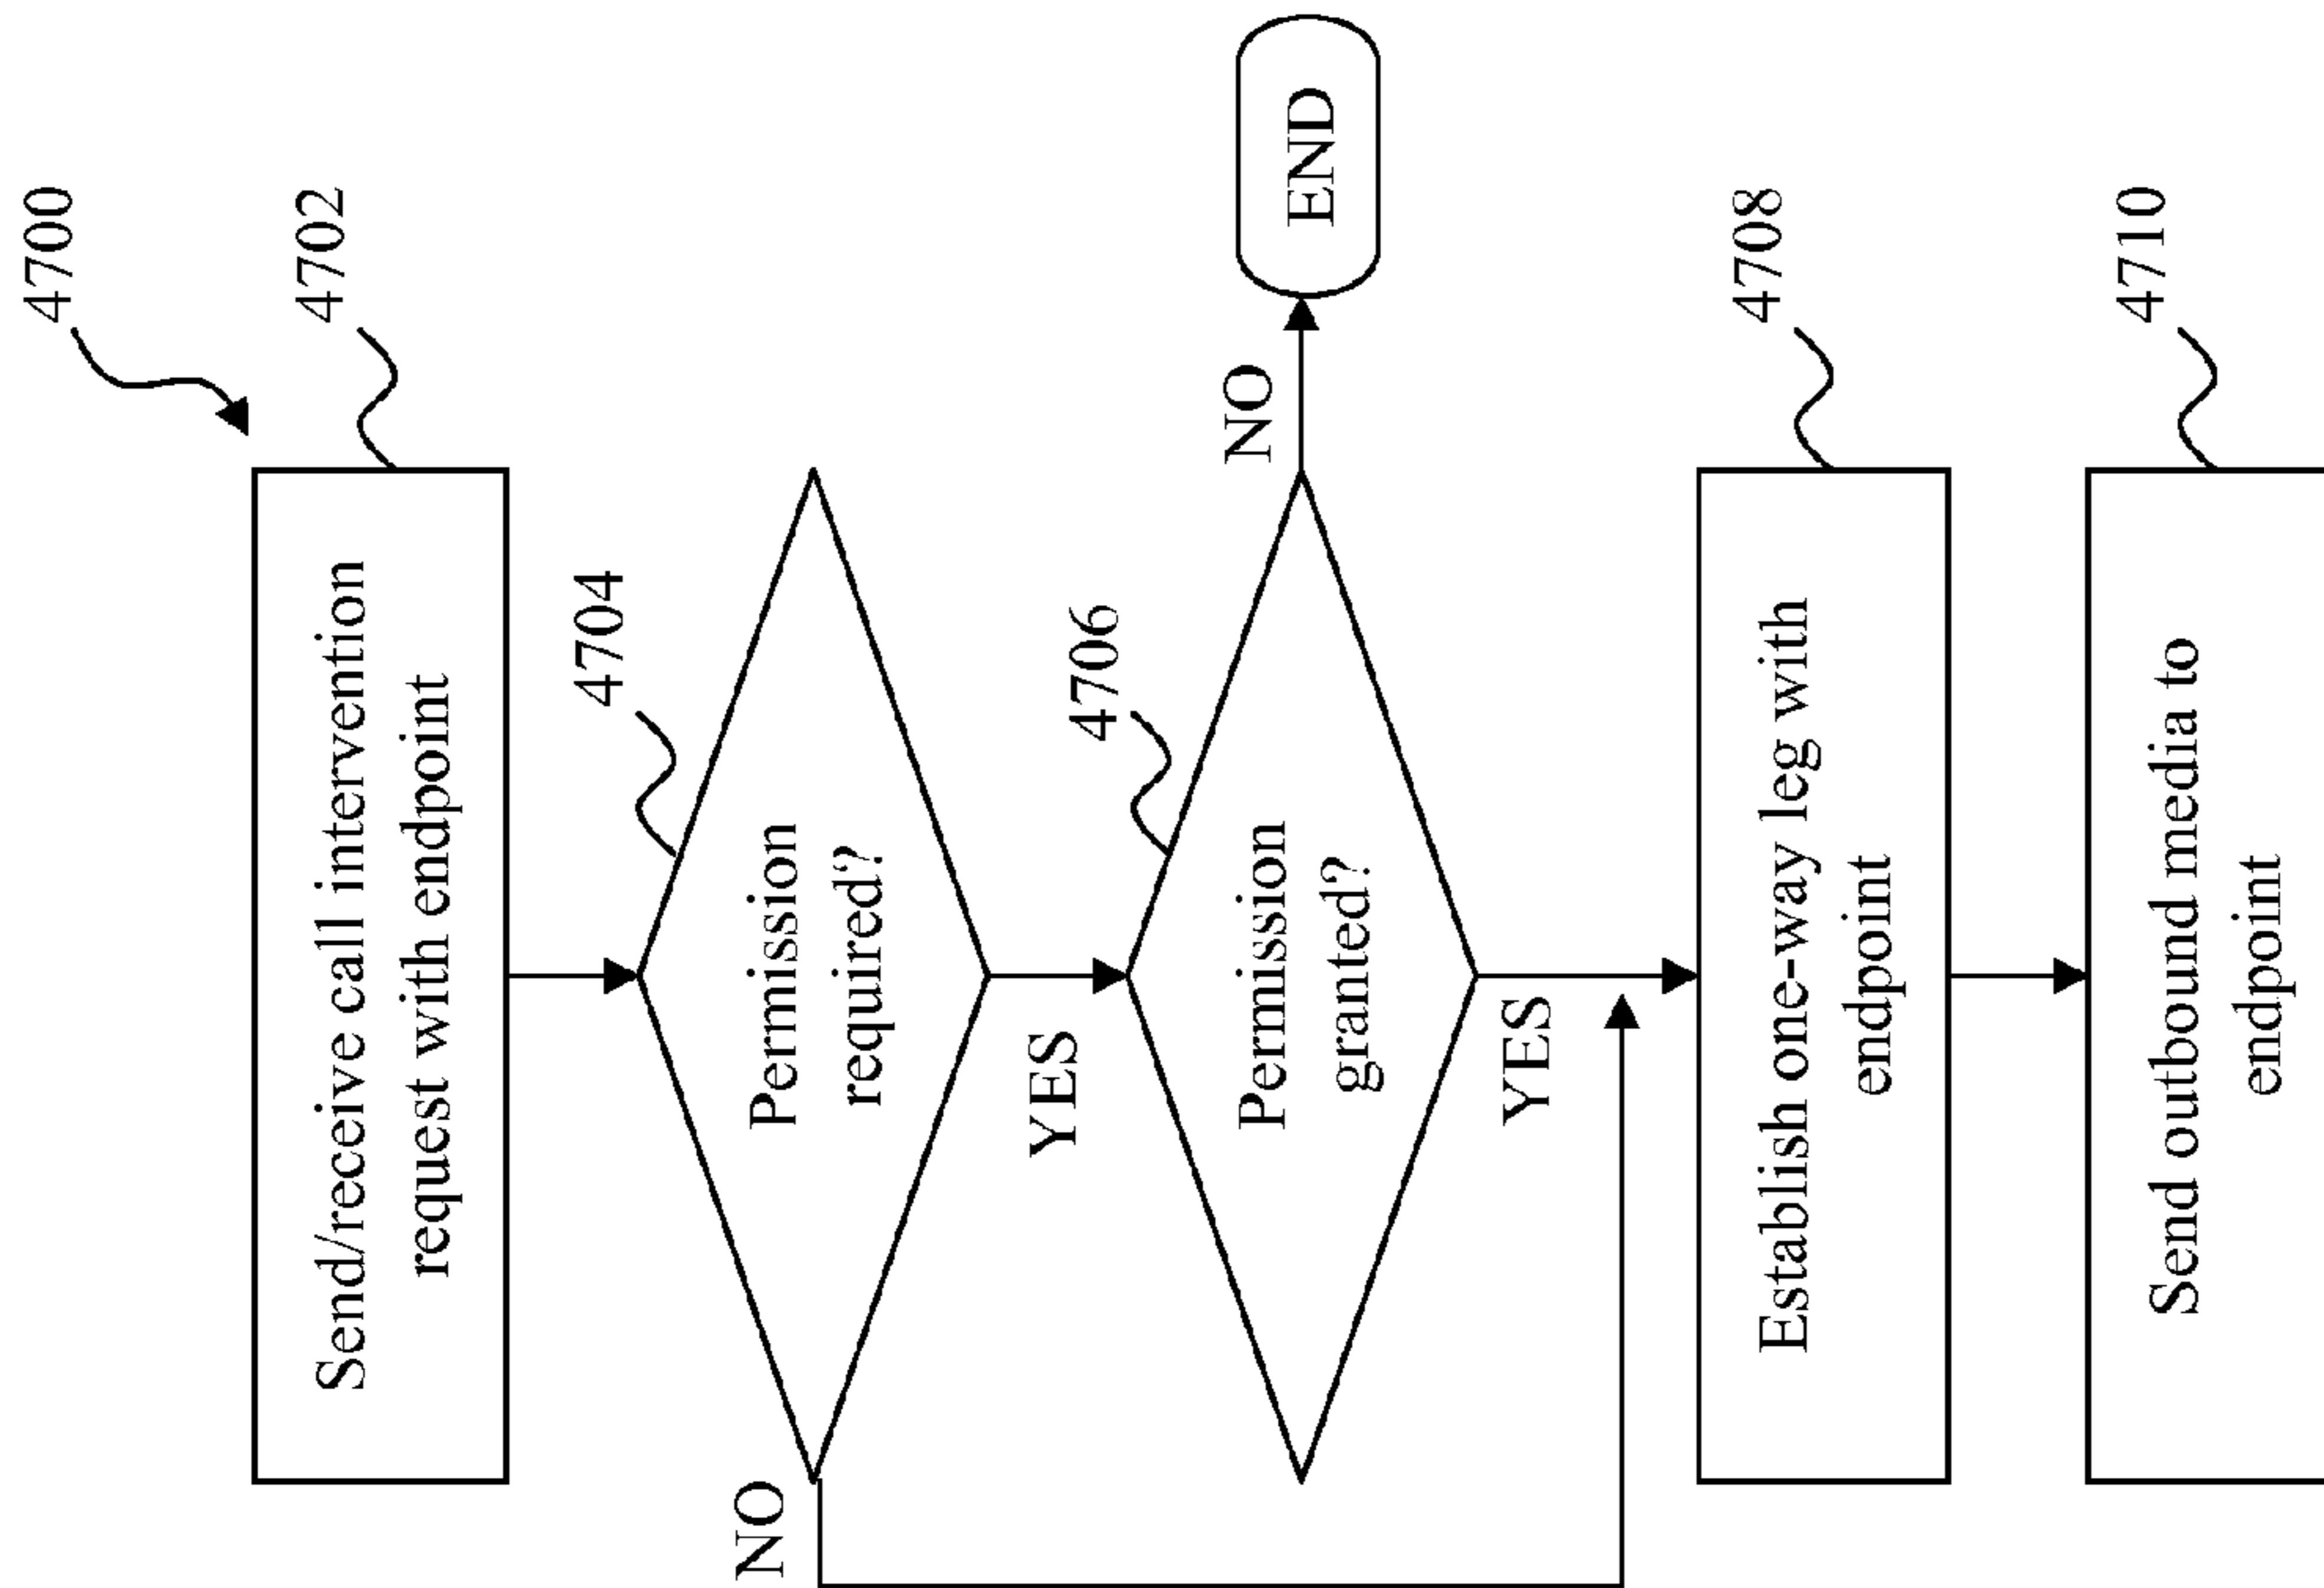 4700
4702
Send/receive call intervention
request with endpoint
4704
Permission
required?
NO
YES
4706
Permission
granted?
NO
END
YES
4708
Establish one-way leg with
endpoint
4710
Send outbound media to
endpoint